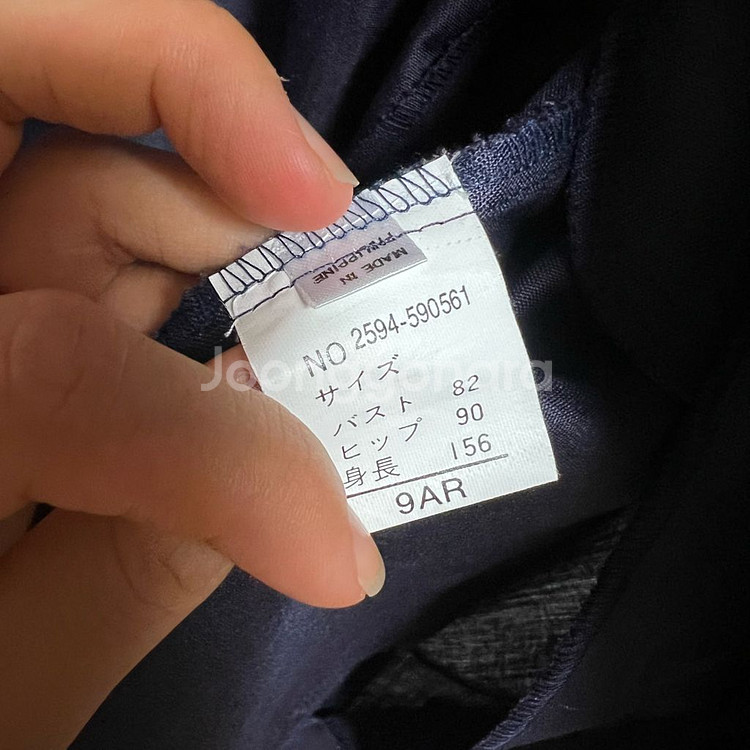 MADE IN
PHILIPPINE
NO 2594-590561
サイズ
バスト 82
ヒップ 90
身長 156
9AR
Joonggonara